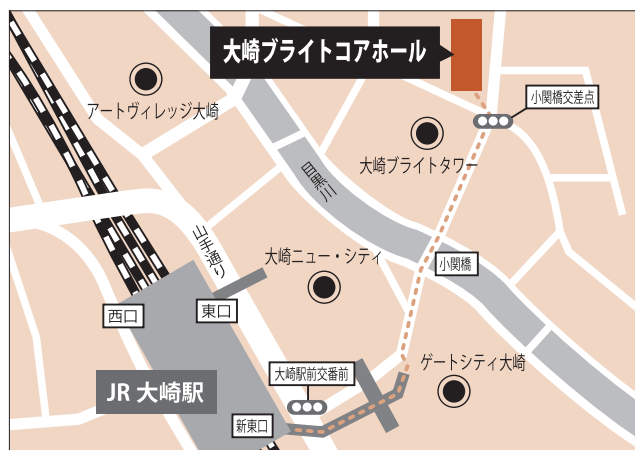 大崎ブライトコアホール
アートヴィレッジ大崎
小関橋交差点
大崎ブライトタワー
目黒川
山手通り
大崎ニュー・シティ
小関橋
東口
西口
大崎駅前交番前
ゲートシティ大崎
JR 大崎駅
新東口